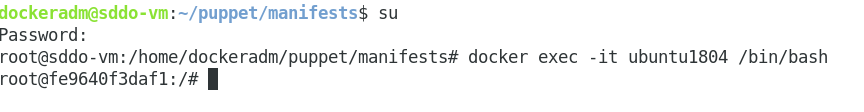 dockeradm@sddo-vm:~/puppet/manifests$ su
Password:
root@sddo-vm:/home/dockeradm/puppet/manifests# docker exec -it ubuntu1804 /bin/bash
root@fe9640f3daf1:/#